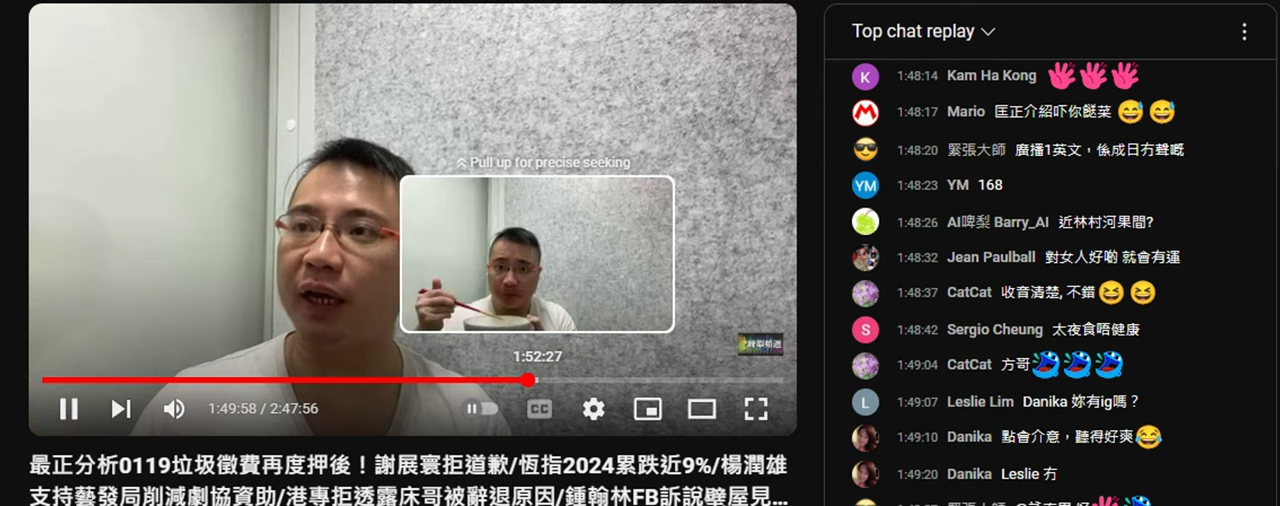 Pull up for precise seeking
1:52:27
1:49:58 / 2:47:56
CC
最正分析0119垃圾徵費再度押後！謝展寰拒道歉/恆指2024累跌近9%/楊潤雄
支持藝發局削減劇協資助/港專拒透露床哥被辭退原因/鍾翰林FB訴說劏屋見...
Top chat replay
K 1:48:14 Kam Ha Kong
1:48:17 Mario 匡正介紹吓你餸菜
1:48:20 緊張大師 廣播1英文，係成日冇聲嘅
YM 1:48:23 YM 168
1:48:26 AI啤梨 Barry_AI 近林村河果間?
1:48:32 Jean Paulball 對女人好啲 就會有運
1:48:37 CatCat 收音清楚, 不錯
S 1:48:42 Sergio Cheung 太夜食唔健康
1:49:04 CatCat 方哥
L 1:49:07 Leslie Lim Danika 妳有ig嗎？
1:49:10 Danika 點會介意，聽得好爽
1:49:20 Danika Leslie 冇